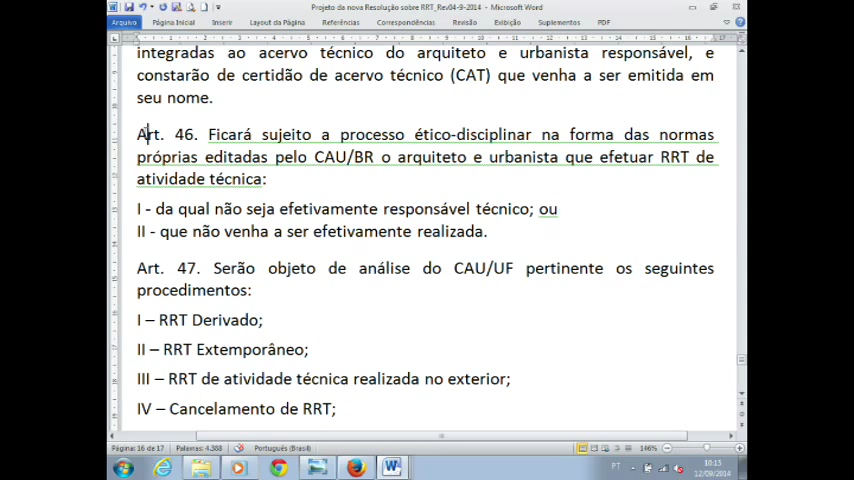 Projeto da nova Resolução sobre RRT_Rev04-9-2014 - Microsoft Word
Arquivo Página Inicial Inserir Layout da Página Referências Correspondências Revisão Exibição Suplementos PDF
integradas ao acervo técnico do arquiteto e urbanista responsável, e
constarão de certidão de acervo técnico (CAT) que venha a ser emitida em
seu nome.
Art. 46. Ficará sujeito a processo ético-disciplinar na forma das normas
próprias editadas pelo CAU/BR o arquiteto e urbanista que efetuar RRT de
atividade técnica:
I - da qual não seja efetivamente responsável técnico; ou
II - que não venha a ser efetivamente realizada.
Art. 47. Serão objeto de análise do CAU/UF pertinente os seguintes
procedimentos:
I – RRT Derivado;
II – RRT Extemporâneo;
III – RRT de atividade técnica realizada no exterior;
IV – Cancelamento de RRT;
Página: 16 de 17 Palavras: 4.388 Português (Brasil) 146%
PT 10:15
12/09/2014